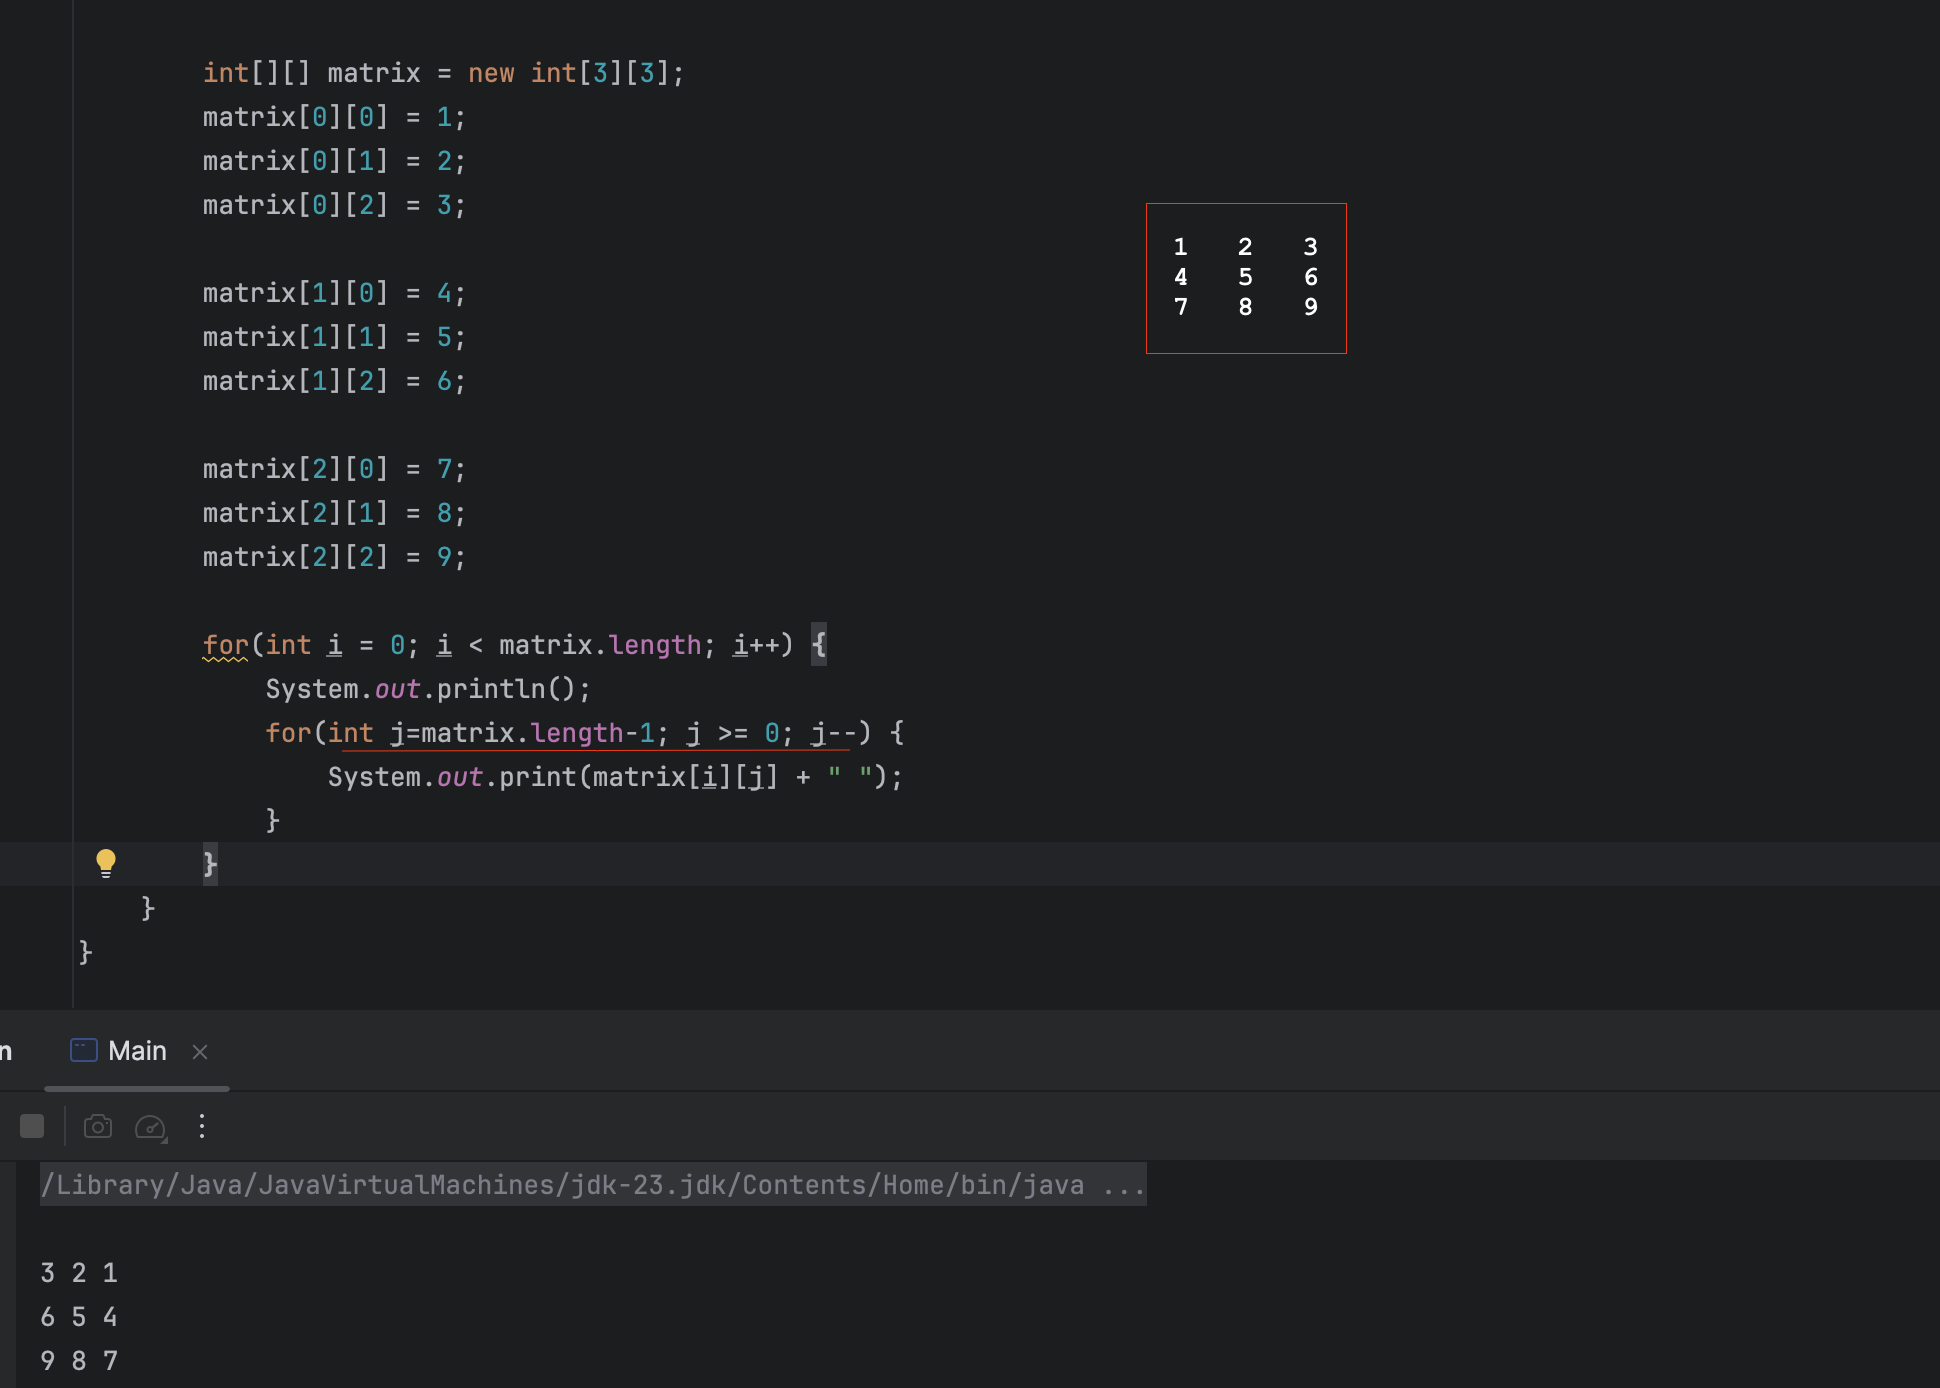 int[][] matrix = new int[3][3];
matrix[0][0] = 1;
matrix[0][1] = 2;
matrix[0][2] = 3;
matrix[1][0] = 4;
matrix[1][1] = 5;
matrix[1][2] = 6;
matrix[2][0] = 7;
matrix[2][1] = 8;
matrix[2][2] = 9;
for(int i = 0; i < matrix.length; i++) {
System.out.println();
for(int j=matrix.length-1; j >= 0; j--) {
System.out.print(matrix[i][j] + " ");
}
}
}
}
1 2 3
4 5 6
7 8 9
n Main
/Library/Java/JavaVirtualMachines/jdk-23.jdk/Contents/Home/bin/java ...
3 2 1
6 5 4
9 8 7